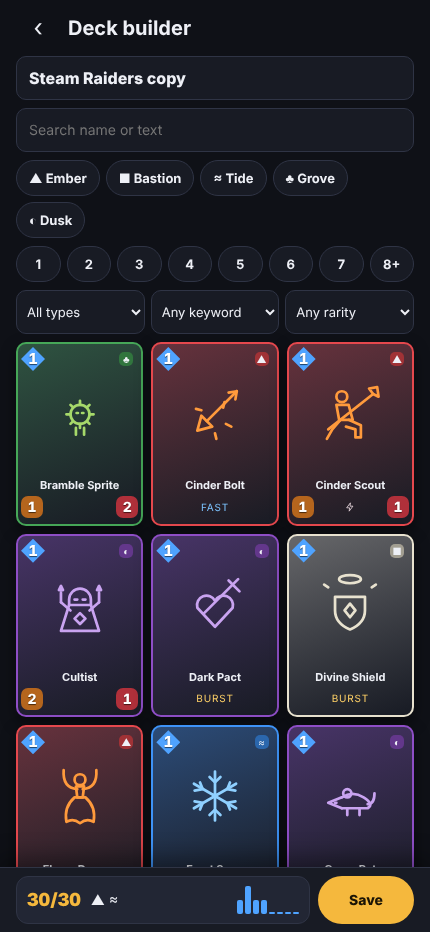 Deck builder
Steam Raiders copy
Search name or text
Ember
Bastion
Tide
Grove
Dusk
1 2 3 4 5 6 7 8+
All types
Any keyword
Any rarity
1
Bramble Sprite
1 2
1
Cinder Bolt
FAST
1
Cinder Scout
1 1
1
Cultist
2 1
1
Dark Pact
BURST
1
Divine Shield
BURST
1
1
1
30/30
Save